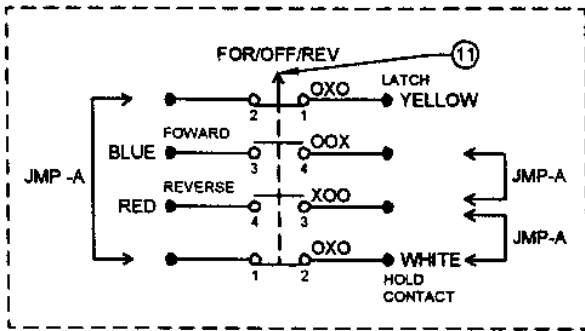 FOR/OFF/REV 11
LATCH
OXO YELLOW
2 1
FOWARD OOX
BLUE
3 4
JMP -A JMP-A
REVERSE XOO
RED
4 3
JMP-A
OXO WHITE
1 2
HOLD
CONTACT